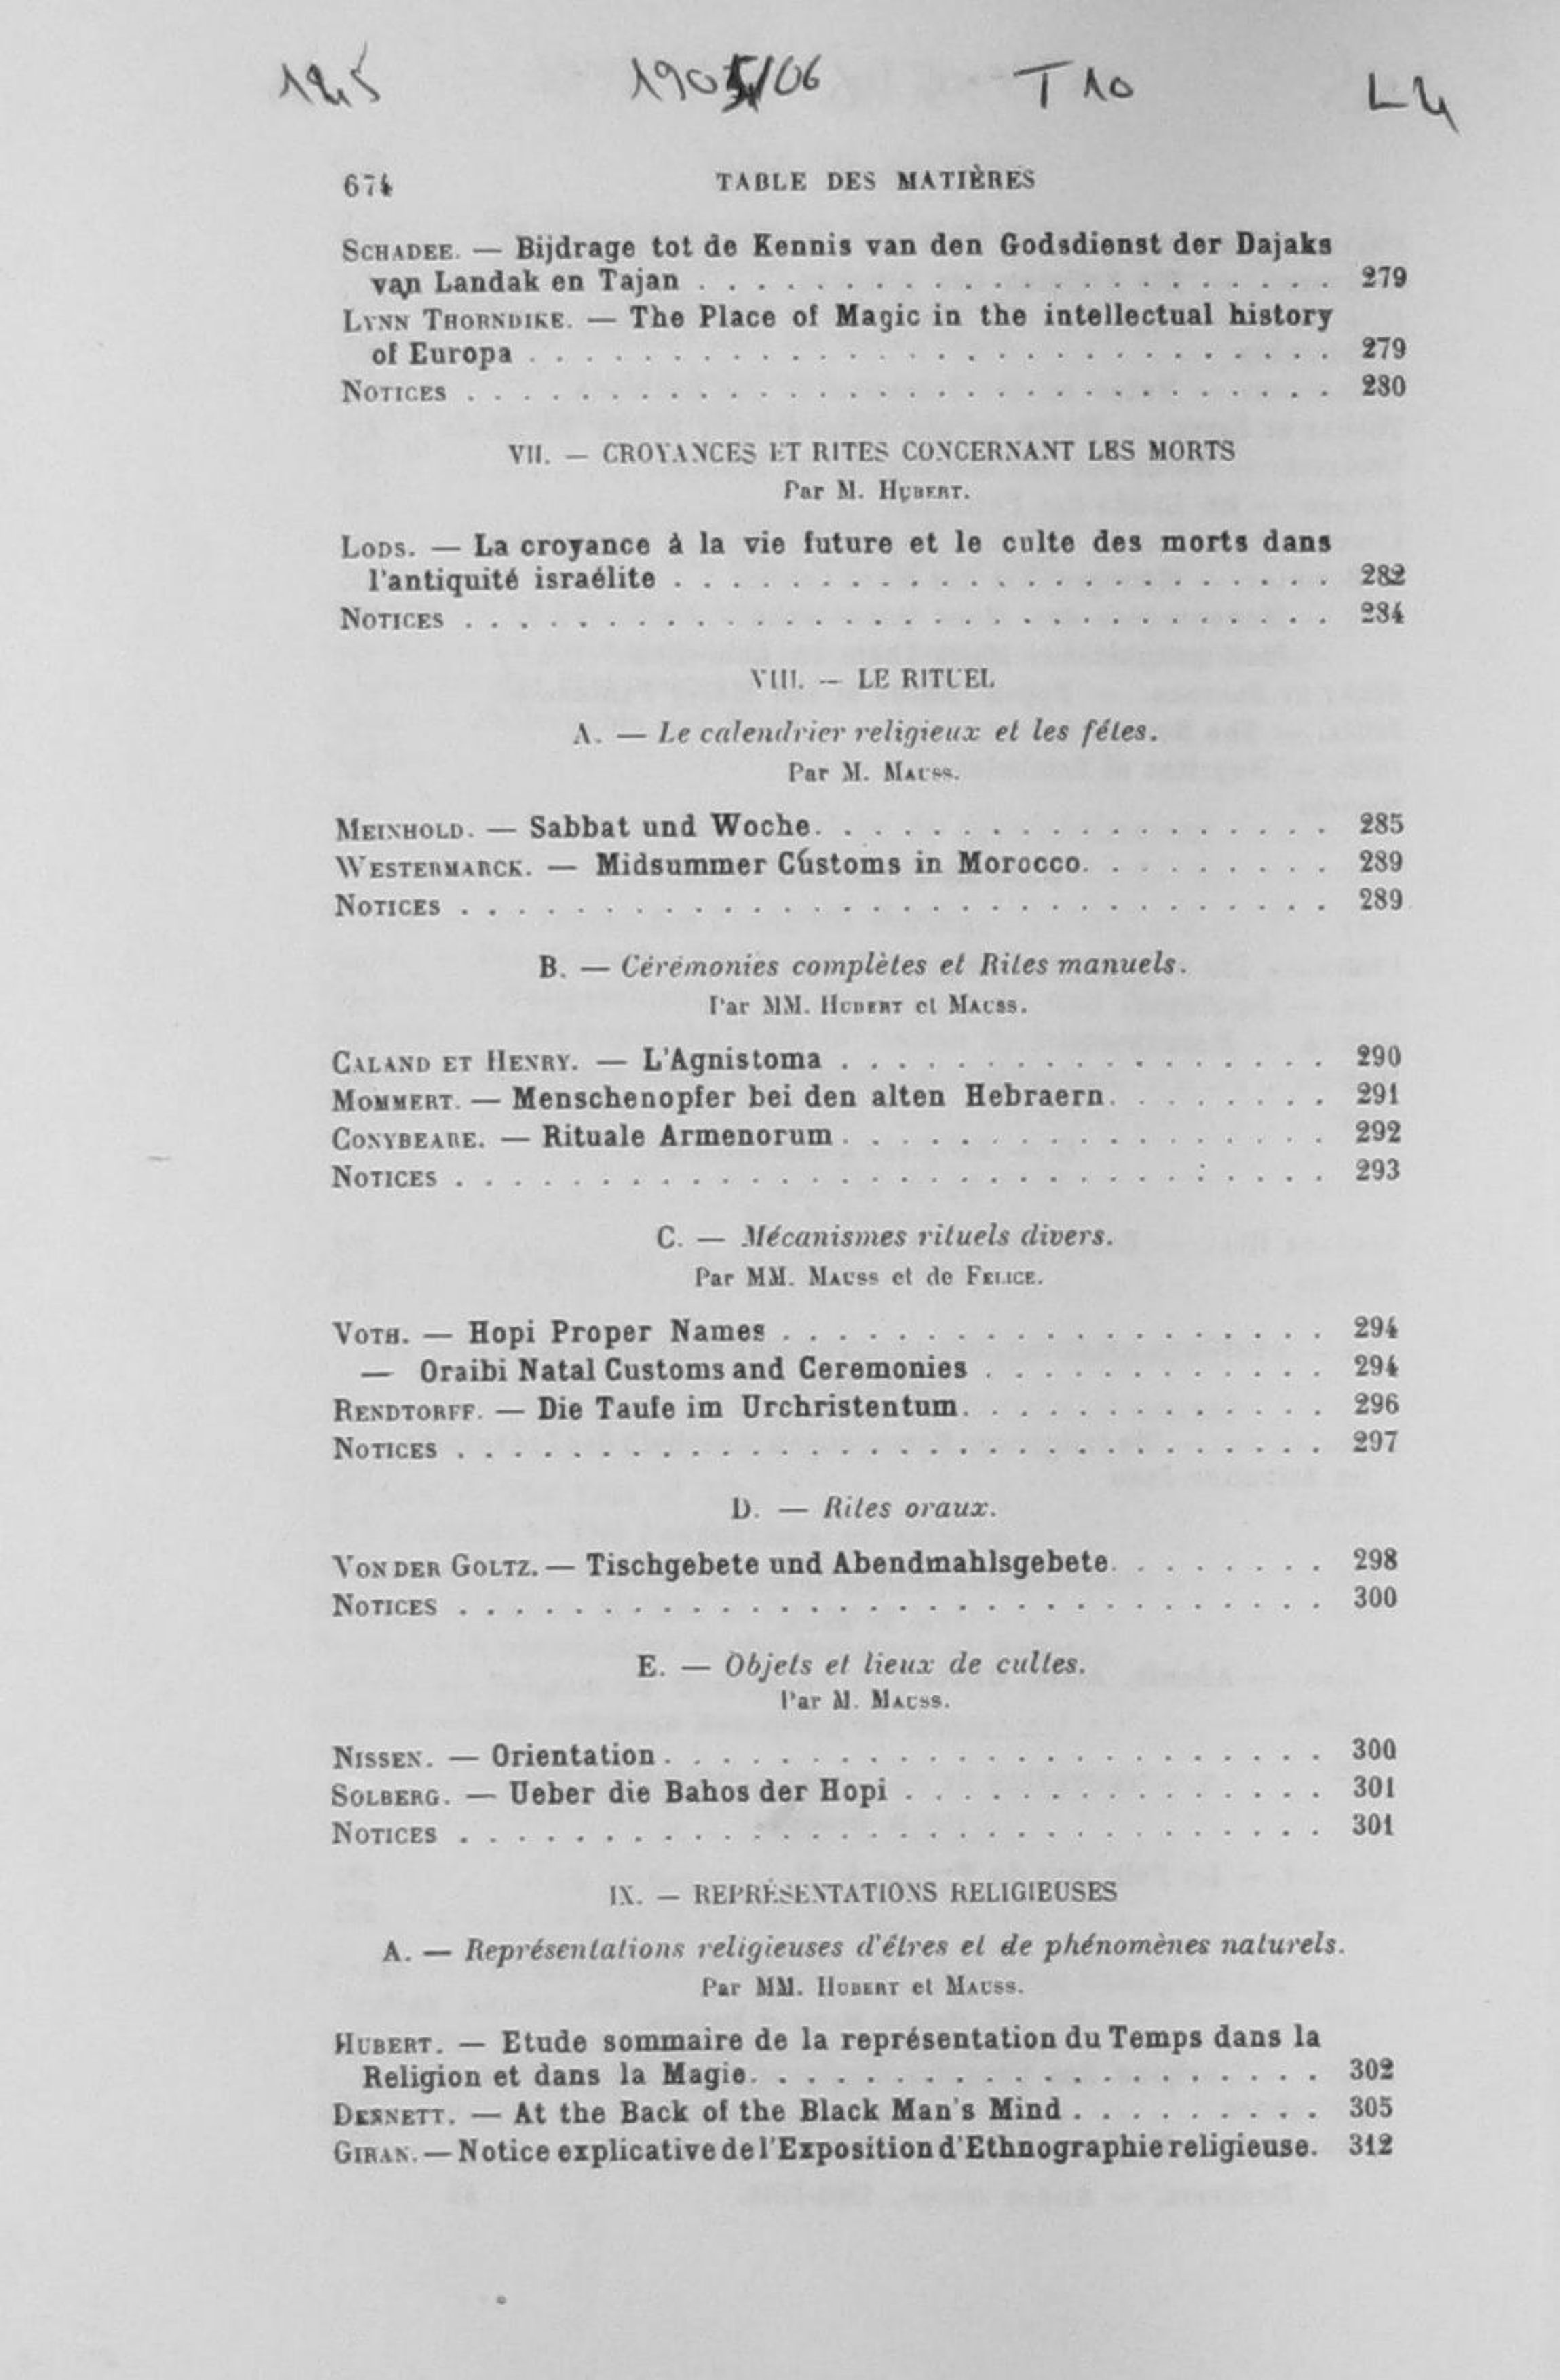 125 1905/06 T10 L4
674 TABLE DES MATIÈRES
SCHADEE. — Bijdrage tot de Kennis van den Godsdienst der Dajaks
van Landak en Tajan . . . . . . . . . . . . . . . . . . . . . . 279
LYNN THORNDIKE. — The Place of Magic in the intellectual history
of Europa . . . . . . . . . . . . . . . . . . . . . . . . . . . . 279
NOTICES . . . . . . . . . . . . . . . . . . . . . . . . . . . . . . 280
VII. — CROYANCES ET RITES CONCERNANT LES MORTS
Par M. HUBERT.
LODS. — La croyance à la vie future et le culte des morts dans
l'antiquité israélite . . . . . . . . . . . . . . . . . . . . . . . 282
NOTICES . . . . . . . . . . . . . . . . . . . . . . . . . . . . . . 284
VIII. — LE RITUEL
A. — Le calendrier religieux et les fêtes.
Par M. MAUSS.
MEINHOLD. — Sabbat und Woche. . . . . . . . . . . . . . . . . . . 285
WESTERMARCK. — Midsummer Customs in Morocco. . . . . . . . . 289
NOTICES . . . . . . . . . . . . . . . . . . . . . . . . . . . . . . 289
B. — Cérémonies complètes et Rites manuels.
Par MM. HUBERT et MAUSS.
CALAND ET HENRY. — L'Agnistoma . . . . . . . . . . . . . . . . . 290
MOMMERT. — Menschenopfer bei den alten Hebraern. . . . . . . . 291
CONYBEARE. — Rituale Armenorum . . . . . . . . . . . . . . . . . 292
NOTICES . . . . . . . . . . . . . . . . . . . . . . . . . . . . . . 293
C. — Mécanismes rituels divers.
Par MM. MAUSS et de FELICE.
VOTH. — Hopi Proper Names . . . . . . . . . . . . . . . . . . . 294
— Oraibi Natal Customs and Ceremonies . . . . . . . . . . . . 294
RENDTORFF. — Die Taufe im Urchristentum. . . . . . . . . . . . . 296
NOTICES . . . . . . . . . . . . . . . . . . . . . . . . . . . . . . 297
D. — Rites oraux.
VON DER GOLTZ. — Tischgebete und Abendmahlsgebete. . . . . . . . 298
NOTICES . . . . . . . . . . . . . . . . . . . . . . . . . . . . . . 300
E. — Objets et lieux de cultes.
Par M. MAUSS.
NISSEN. — Orientation . . . . . . . . . . . . . . . . . . . . . . . 300
SOLBERG. — Ueber die Bahos der Hopi . . . . . . . . . . . . . . . 301
NOTICES . . . . . . . . . . . . . . . . . . . . . . . . . . . . . . 301
IX. — REPRÉSENTATIONS RELIGIEUSES
A. — Représentations religieuses d'êtres et de phénomènes naturels.
Par MM. HUBERT et MAUSS.
HUBERT. — Etude sommaire de la représentation du Temps dans la
Religion et dans la Magie. . . . . . . . . . . . . . . . . . . . 302
DENNETT. — At the Back of the Black Man's Mind . . . . . . . . . 305
GIRAN. — Notice explicative de l'Exposition d'Ethnographie religieuse. 312